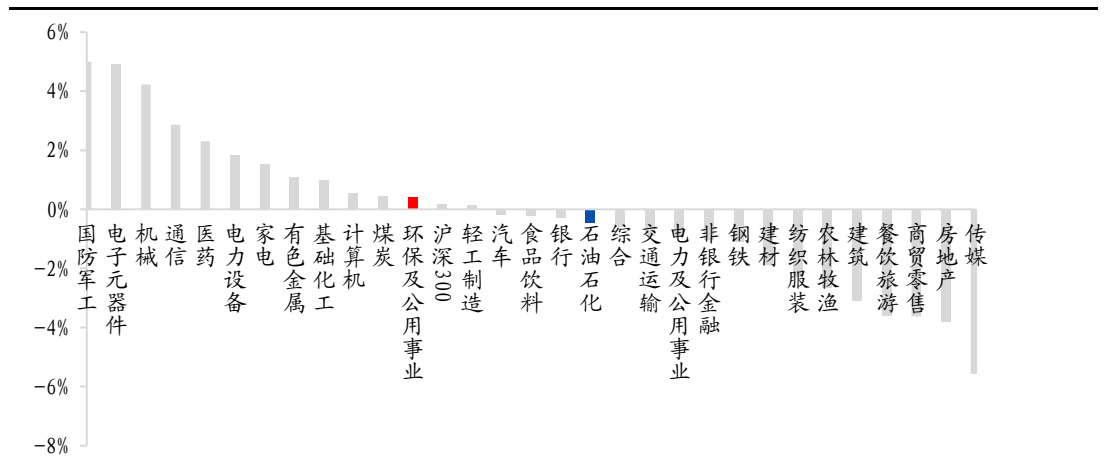 6%
4%
2%
0%
-2%
-4%
-6%
-8%
国防军工
电子元器件
机械
通信
医药
电力设备
家电
有色金属
基础化工
计算机
煤炭
环保及公用事业
沪深300
轻工制造
汽车
食品饮料
银行
石油石化
综合
交通运输
电力及公用事业
非银行金融
钢铁
建材
纺织服装
农林牧渔
建筑
餐饮旅游
商贸零售
房地产
传媒